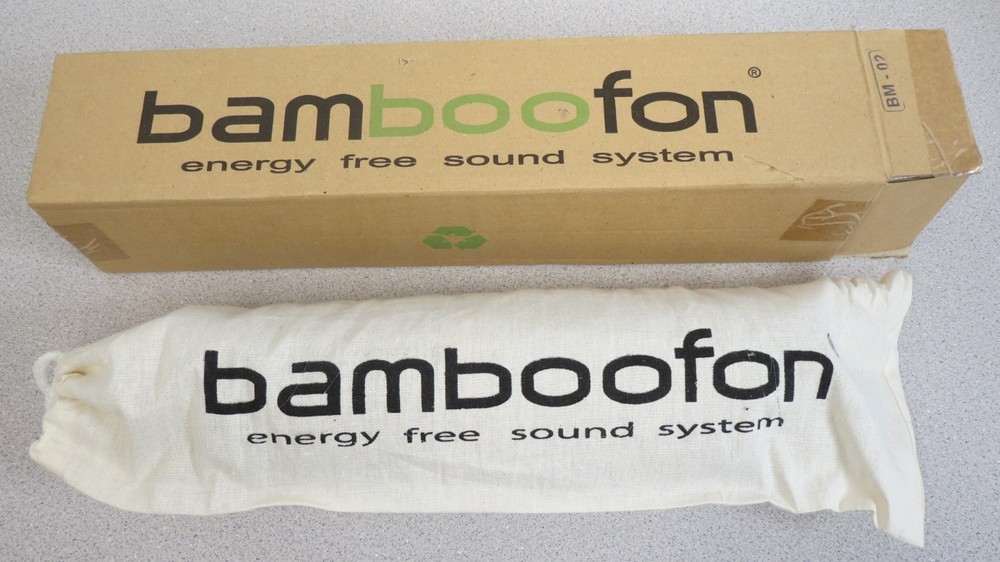 bamboofon®
energy free sound system
BM - 02
bamboofon
energy free sound system